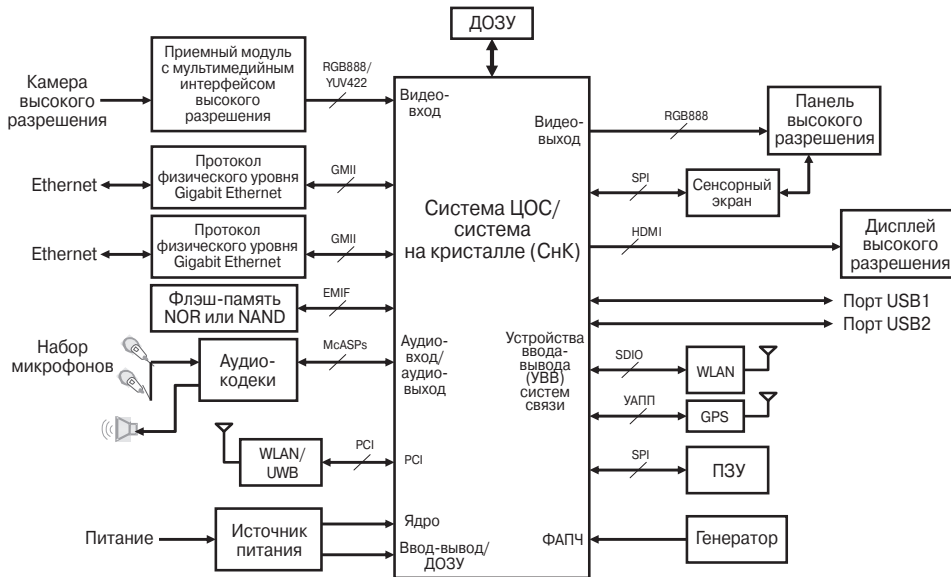 ДОЗУ
Приемный модуль
с мультимедийным
интерфейсом
высокого
разрешения
RGB888/
YUV422
Камера
высокого
разрешения
Видео-
вход
Видео-
выход
RGB888
Панель
высокого
разрешения
Ethernet
Протокол
физического уровня
Gigabit Ethernet
GMII
SPI
Сенсорный
экран
Система ЦОС/
система
на кристалле (СнК)
Ethernet
Протокол
физического уровня
Gigabit Ethernet
GMII
HDMI
Дисплей
высокого
разрешения
Флэш-память
NOR или NAND
EMIF
Порт USB1
Порт USB2
Набор
микрофонов
Аудио-
кодеки
McASPs
Аудио-
вход/
аудио-
выход
Устройства
ввода-
вывода
(УВВ)
систем
связи
SDIO
WLAN
УАПП
GPS
WLAN/
UWB
PCI
PCI
SPI
ПЗУ
Питание
Источник
питания
Ядро
Ввод-вывод/
ДОЗУ
ФАПЧ
Генератор